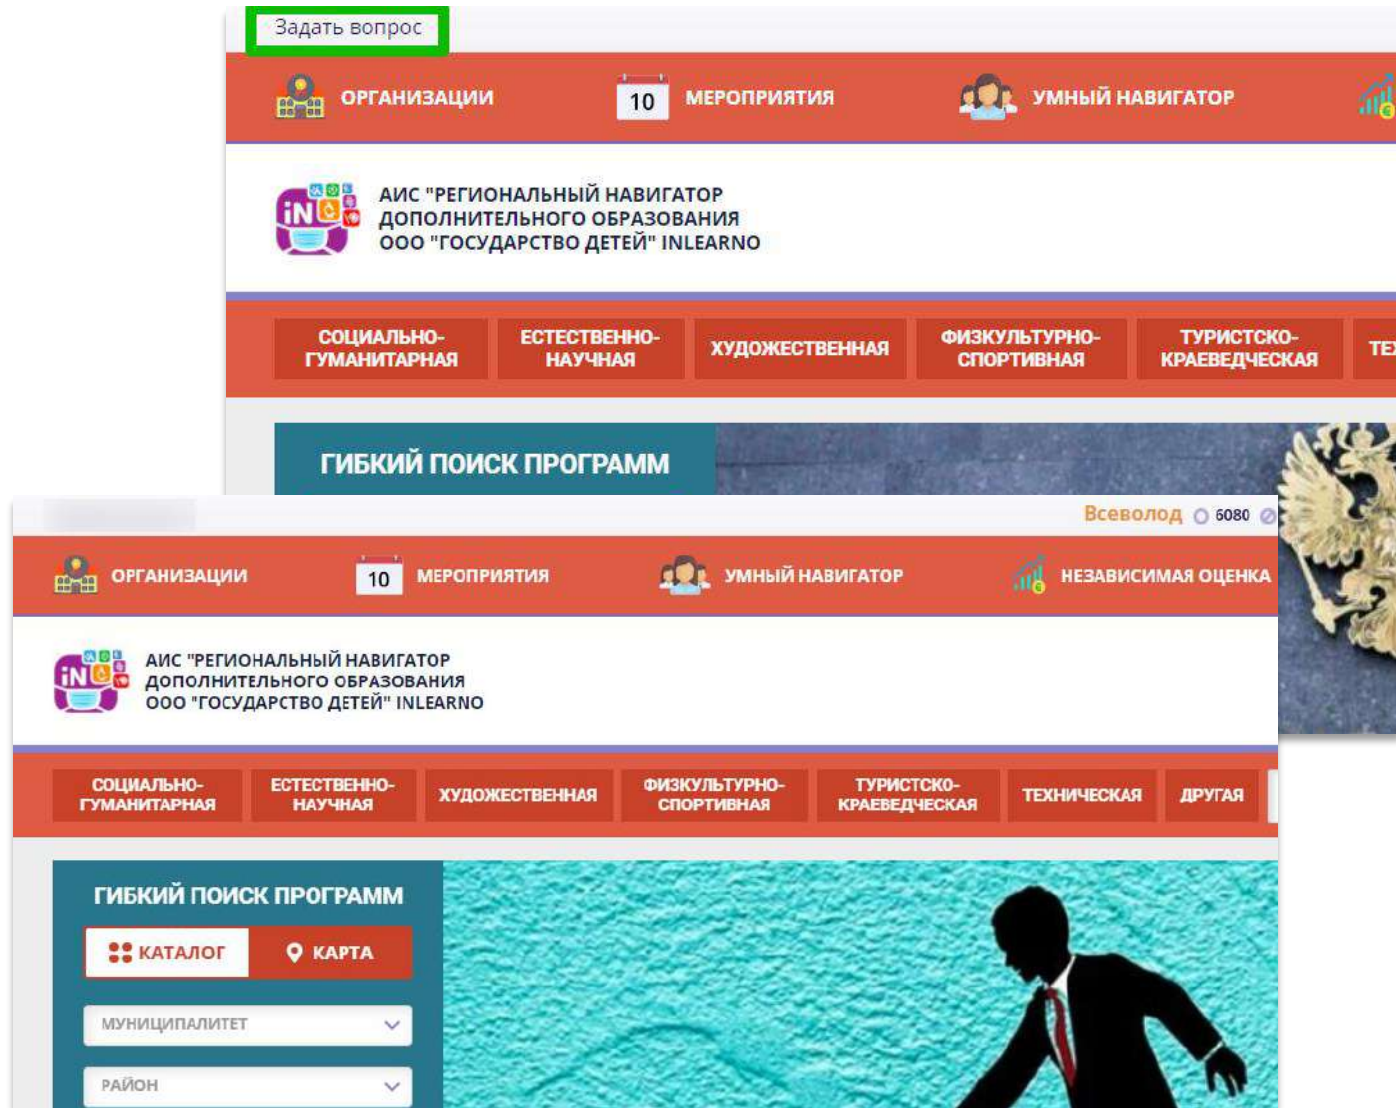 Задать вопрос
ОРГАНИЗАЦИИ
10
МЕРОПРИЯТИЯ
УМНЫЙ НАВИГАТОР
iN
АИС "РЕГИОНАЛЬНЫЙ НАВИГАТОР
ДОПОЛНИТЕЛЬНОГО ОБРАЗОВАНИЯ
ООО "ГОСУДАРСТВО ДЕТЕЙ" INLEARNO
СОЦИАЛЬНО-
ГУМАНИТАРНАЯ
ЕСТЕСТВЕННО-
НАУЧНАЯ
ХУДОЖЕСТВЕННАЯ
ФИЗКУЛЬТУРНО-
СПОРТИВНАЯ
ТУРИСТСКО-
КРАЕВЕДЧЕСКАЯ
ГИБКИЙ ПОИСК ПРОГРАММ
Всеволод 6080
ОРГАНИЗАЦИИ
10
МЕРОПРИЯТИЯ
УМНЫЙ НАВИГАТОР
НЕЗАВИСИМАЯ ОЦЕНКА
iN
АИС "РЕГИОНАЛЬНЫЙ НАВИГАТОР
ДОПОЛНИТЕЛЬНОГО ОБРАЗОВАНИЯ
ООО "ГОСУДАРСТВО ДЕТЕЙ" INLEARNO
СОЦИАЛЬНО-
ГУМАНИТАРНАЯ
ЕСТЕСТВЕННО-
НАУЧНАЯ
ХУДОЖЕСТВЕННАЯ
ФИЗКУЛЬТУРНО-
СПОРТИВНАЯ
ТУРИСТСКО-
КРАЕВЕДЧЕСКАЯ
ТЕХНИЧЕСКАЯ
ДРУГАЯ
ГИБКИЙ ПОИСК ПРОГРАММ
КАТАЛОГ
КАРТА
МУНИЦИПАЛИТЕТ
РАЙОН